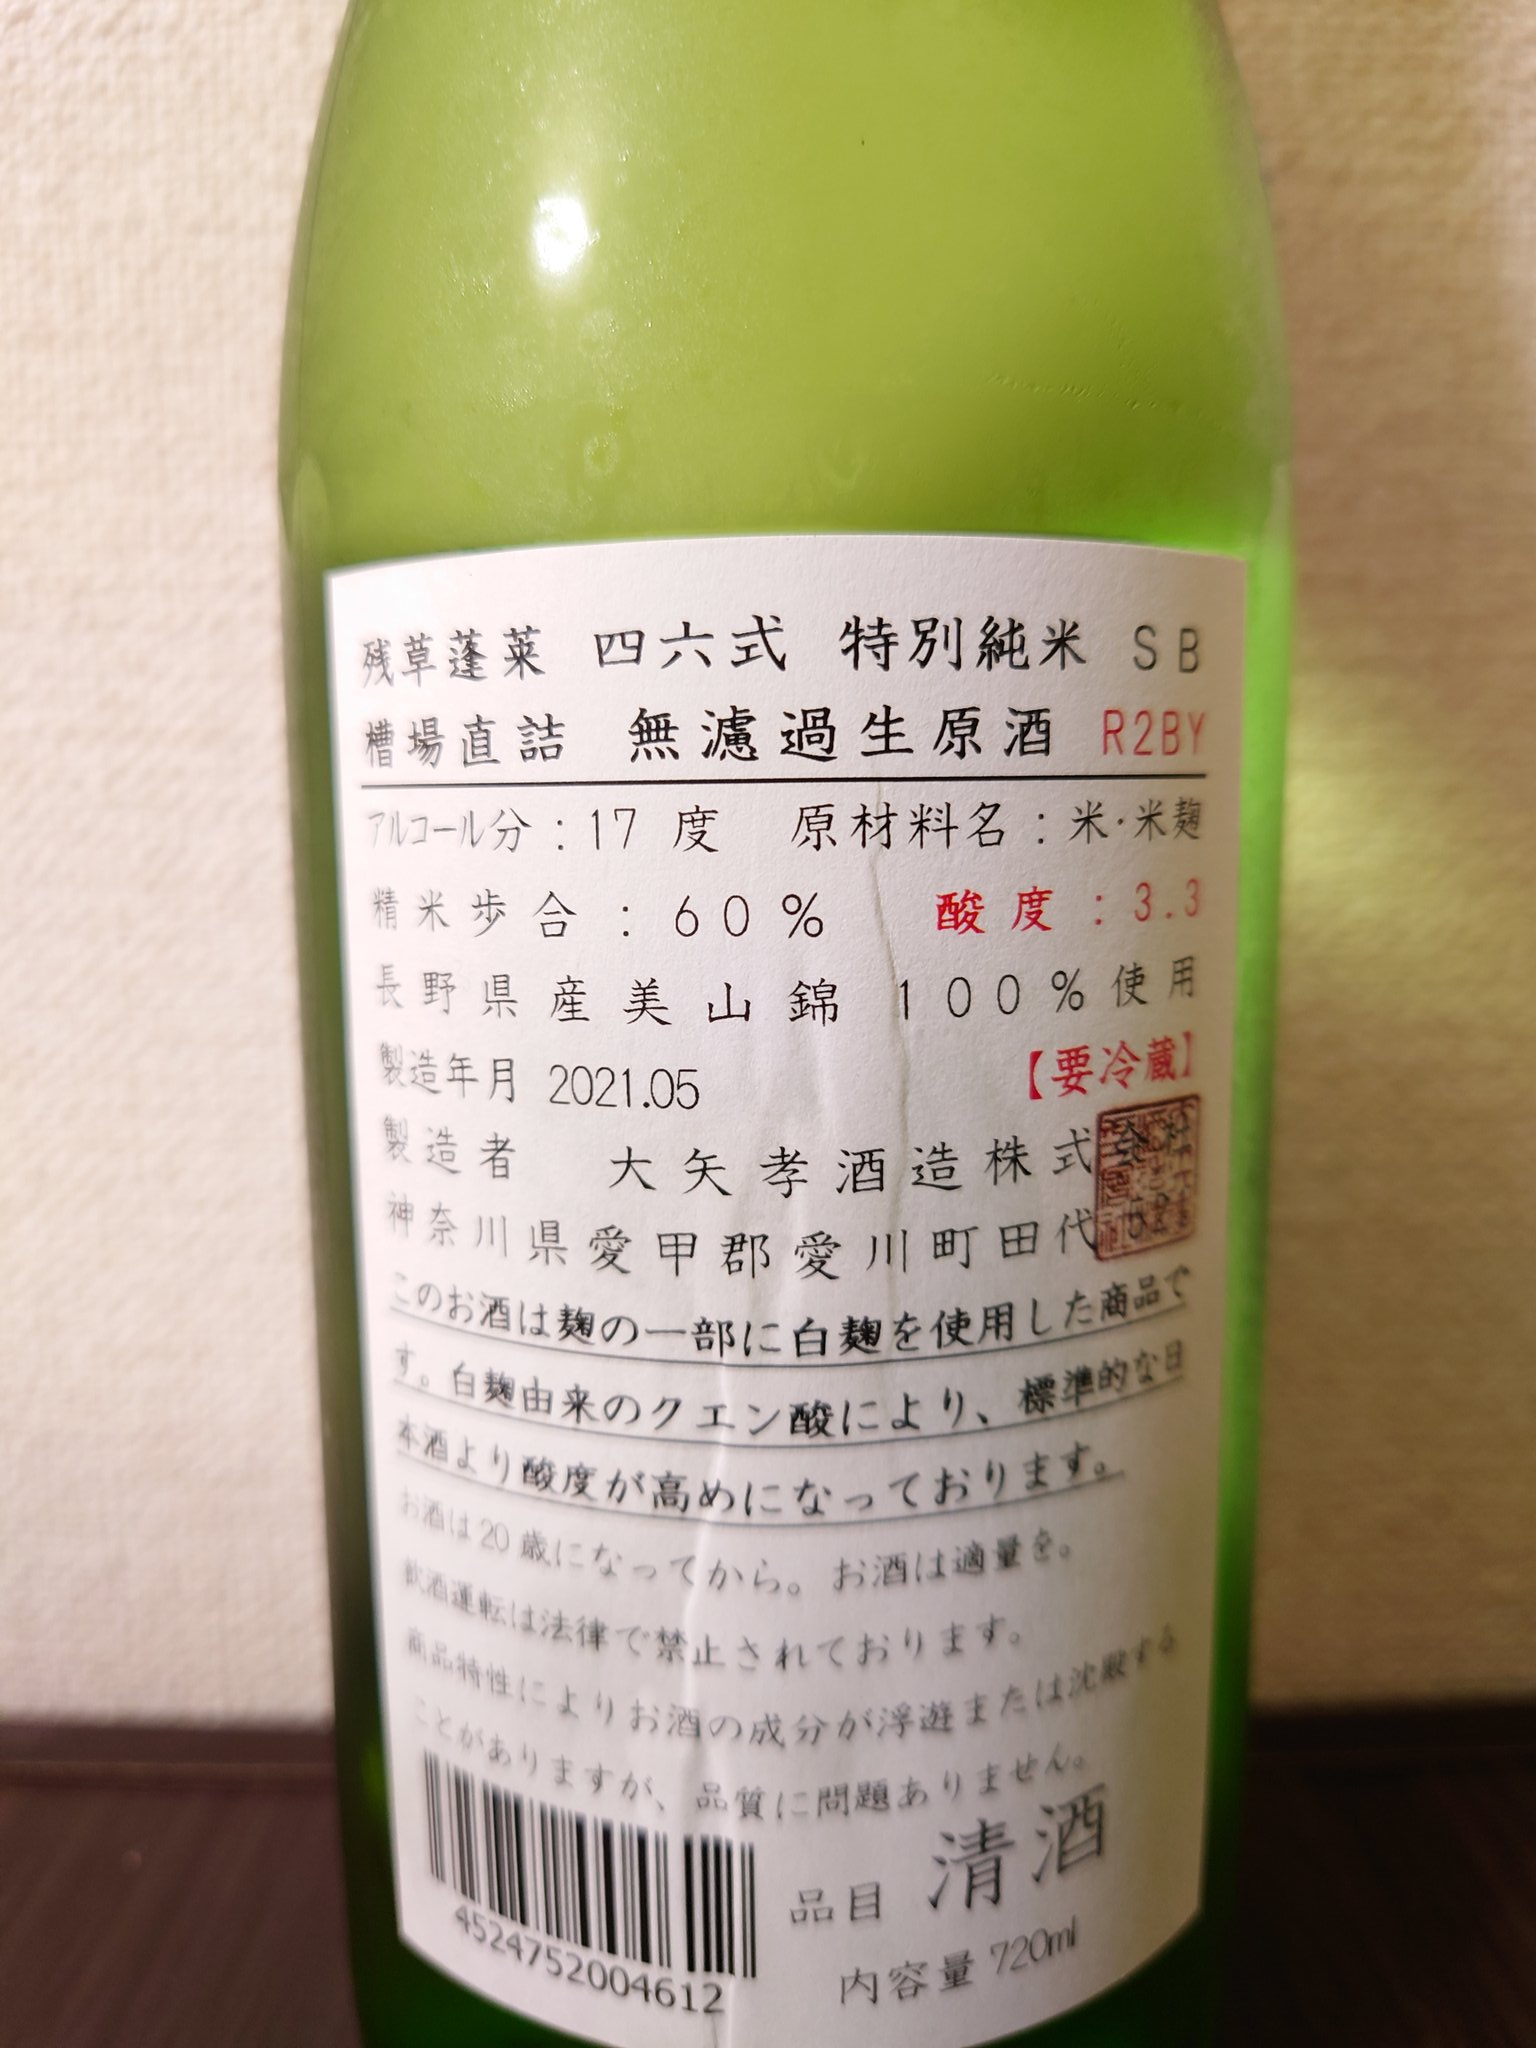 残草蓬莱 四六式 特別純米 SB
槽場直詰 無濾過生原酒 R2BY
アルコール分:17度 原材料名:米・米麹
精米歩合:60% 酸度:3.3
長野県産美山錦100%使用
製造年月 2021.05 【要冷蔵】
製造者 大矢孝酒造株式会社
神奈川県愛甲郡愛川町田代
このお酒は麹の一部に白麹を使用した商品で
す。白麹由来のクエン酸により、標準的な日
本酒より酸度が高めになっております。
お酒は20歳になってから。お酒は適量を。
飲酒運転は法律で禁止されております。
商品特性によりお酒の成分が浮遊または沈殿する
ことがありますが、品質に問題ありません。
品目 清酒
4524752004612
内容量 720ml